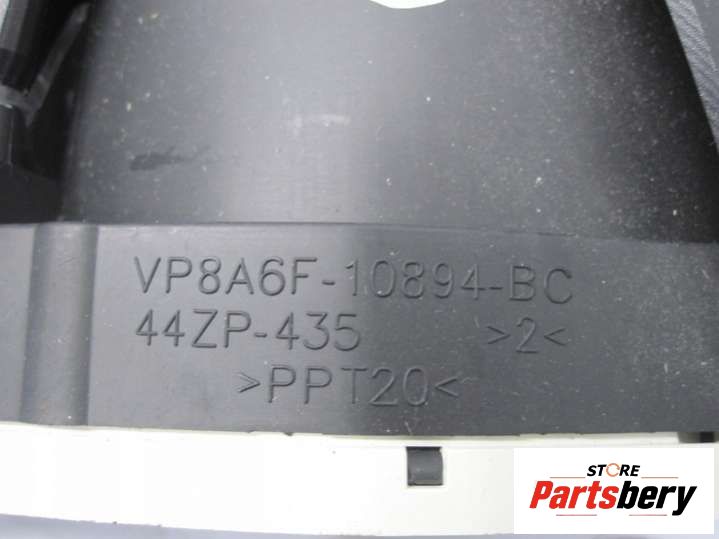 VP8A6F-10894-BC
44ZP-435 >2<
>PPT20<
STORE
Partsbery